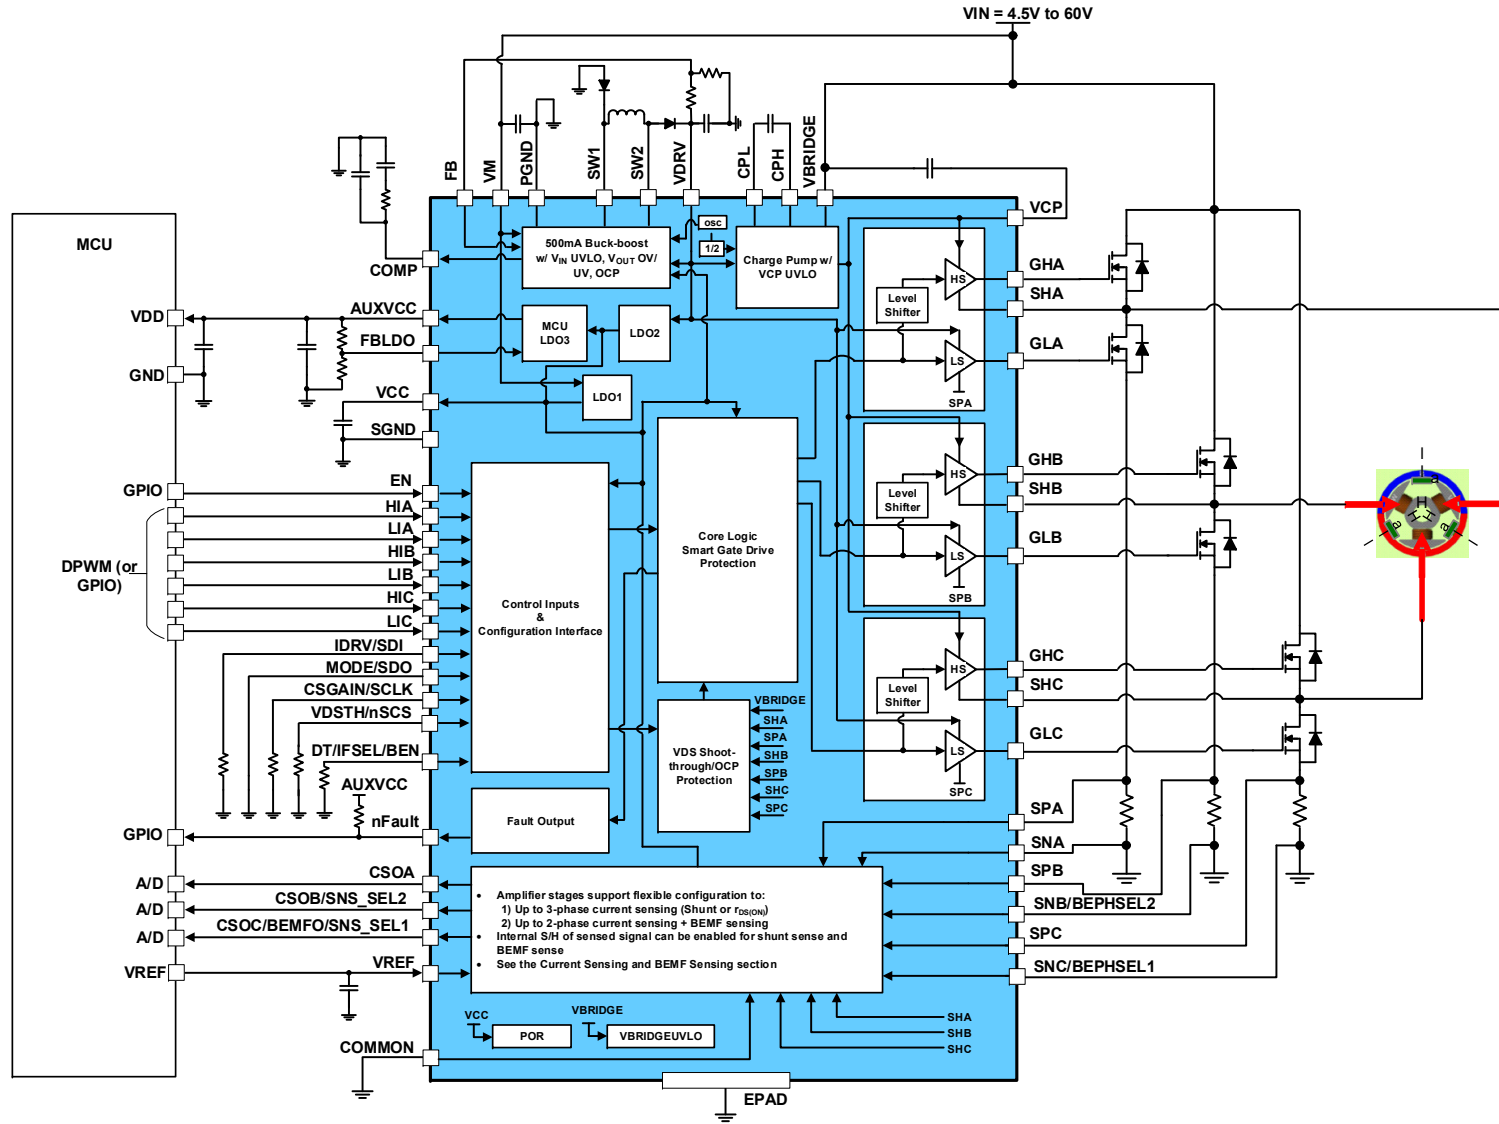 VIN = 4.5V to 60V
FB
VM
PGND
SW1
SW2
VDRV
CPL
CPH
VBRIDGE
MCU
COMP
500mA Buck-boost
w/ VIN UVLO, VOUT OV/
UV, OCP
osc
1/2
Charge Pump w/
VCP UVLO
VCP
HS
Level
Shifter
LS
SPA
GHA
SHA
GLA
VDD
AUXVCC
FBLDO
GND
VCC
SGND
MCU
LDO3
LDO2
LDO1
GPIO
EN
HIA
LIA
HIB
LIB
HIC
LIC
DPWM (or
GPIO)
IDRV/SDI
MODE/SDO
CSGAIN/SCLK
VDSTH/nSCS
DT/IFSEL/BEN
AUXVCC
nFault
GPIO
Control Inputs
&
Configuration Interface
Core Logic
Smart Gate Drive
Protection
HS
Level
Shifter
LS
SPB
GHB
SHB
GLB
a
H
H
H
a
a
HS
Level
Shifter
LS
SPC
GHC
SHC
GLC
VDS Shoot-
through/OCP
Protection
VBRIDGE
SHA
SPA
SHB
SPB
SHC
SPC
Fault Output
SPA
SNA
SPB
SNB/BEPHSEL2
SPC
SNC/BEPHSEL1
A/D
CSOA
A/D
CSOB/SNS_SEL2
A/D
CSOC/BEMFO/SNS_SEL1
VREF
VREF
• Amplifier stages support flexible configuration to:
1) Up to 3-phase current sensing (Shunt or rDS(ON))
2) Up to 2-phase current sensing + BEMF sensing
• Internal S/H of sensed signal can be enabled for shunt sense and
BEMF sense
• See the Current Sensing and BEMF Sensing section
SHA
SHB
SHC
VCC
POR
VBRIDGE
VBRIDGEUVLO
COMMON
EPAD